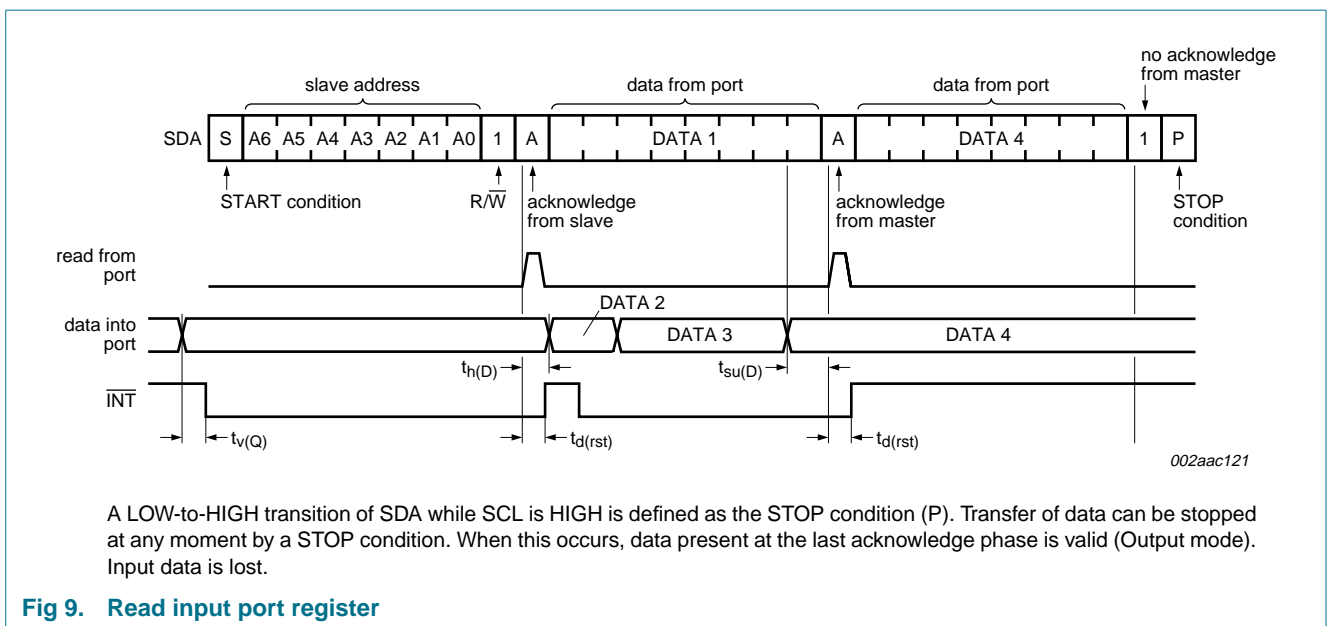 no acknowledge
from master
slave address
data from port
data from port
SDA S A6 A5 A4 A3 A2 A1 A0 1 A DATA 1 A DATA 4 1 P
START condition
R/W̅
acknowledge
from slave
acknowledge
from master
STOP
condition
read from
port
DATA 2
data into
port
DATA 3
DATA 4
th(D)
tsu(D)
I̅N̅T̅
tv(Q)
td(rst)
td(rst)
002aac121
A LOW-to-HIGH transition of SDA while SCL is HIGH is defined as the STOP condition (P). Transfer of data can be stopped
at any moment by a STOP condition. When this occurs, data present at the last acknowledge phase is valid (Output mode).
Input data is lost.
Fig 9. Read input port register